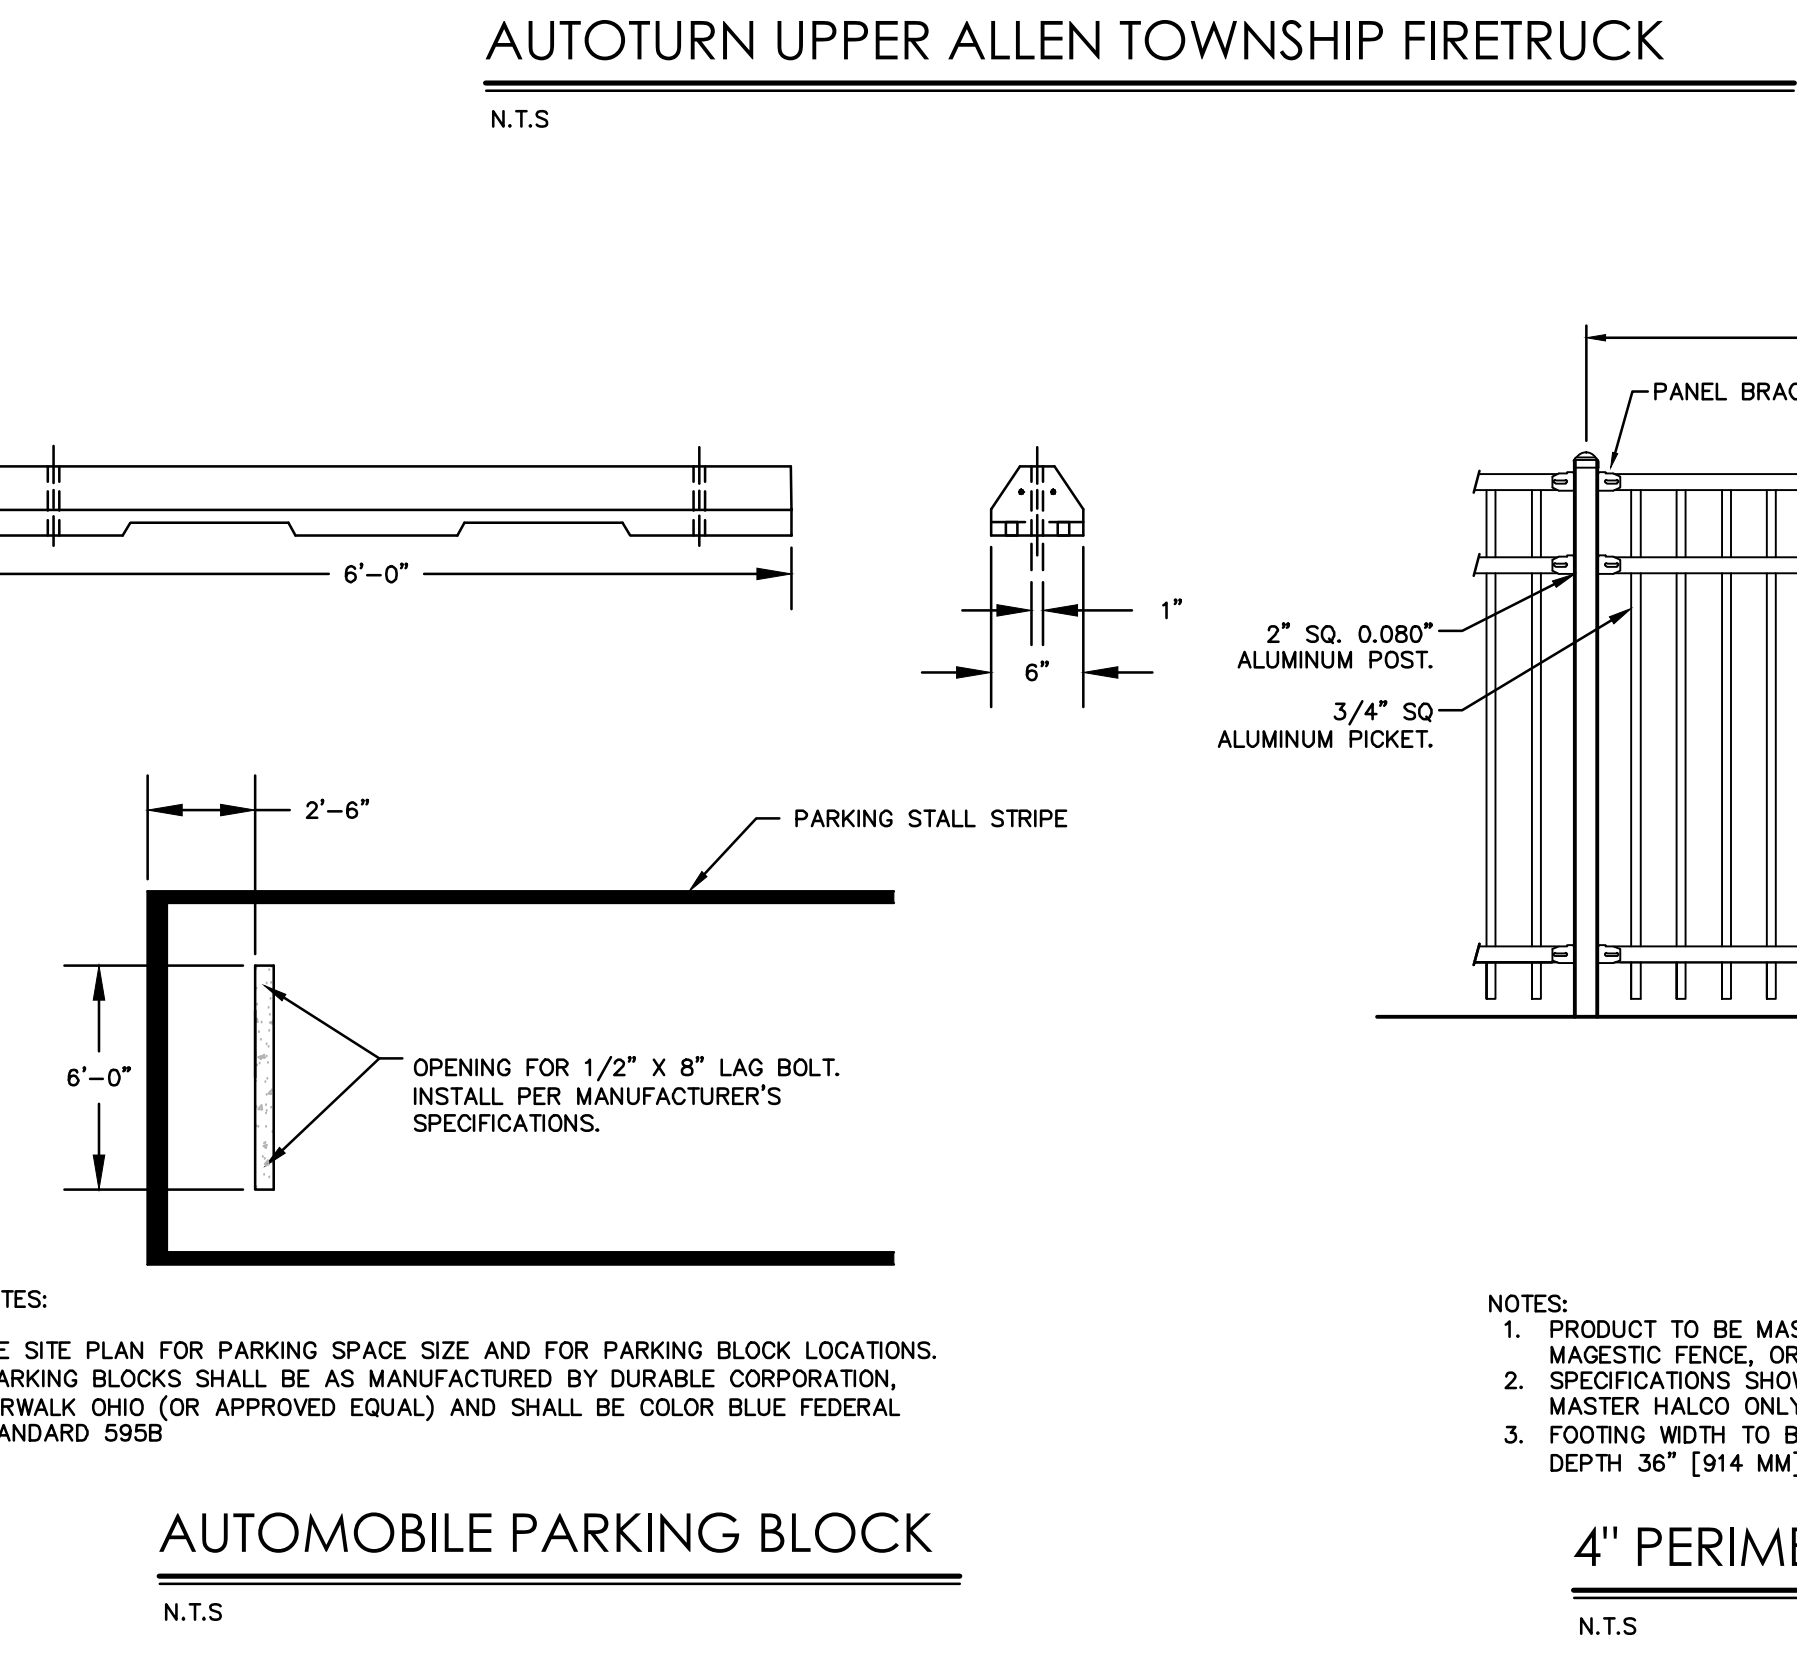 AUTOTURN UPPER ALLEN TOWNSHIP FIRETRUCK
N.T.S
6'-0"
1"
6"
2'-6"
PARKING STALL STRIPE
6'-0"
OPENING FOR 1/2" X 8" LAG BOLT.
INSTALL PER MANUFACTURER'S
SPECIFICATIONS.
TES:
E SITE PLAN FOR PARKING SPACE SIZE AND FOR PARKING BLOCK LOCATIONS.
ARKING BLOCKS SHALL BE AS MANUFACTURED BY DURABLE CORPORATION,
RWALK OHIO (OR APPROVED EQUAL) AND SHALL BE COLOR BLUE FEDERAL
ANDARD 595B
AUTOMOBILE PARKING BLOCK
N.T.S
PANEL BRAC
2" SQ. 0.080"
ALUMINUM POST.
3/4" SQ
ALUMINUM PICKET.
NOTES:
1. PRODUCT TO BE MAS
MAGESTIC FENCE, OR
2. SPECIFICATIONS SHOW
MASTER HALCO ONLY
3. FOOTING WIDTH TO B
DEPTH 36" [914 MM]
4" PERIME
N.T.S